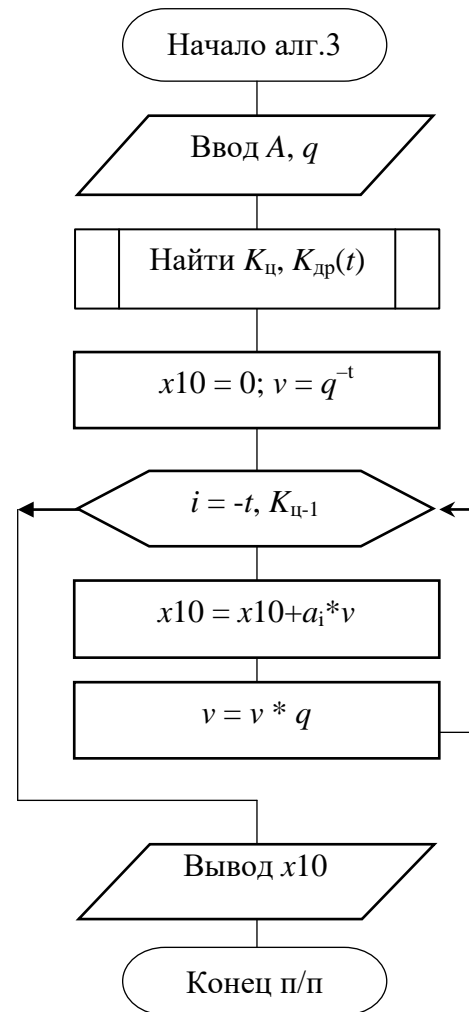 Начало алг.3
Ввод A, q
Найти Kц, Kдр(t)
x10 = 0; v = q⁻ᵗ
i = -t, Kц-1
x10 = x10+aᵢ*v
v = v * q
Вывод x10
Конец п/п